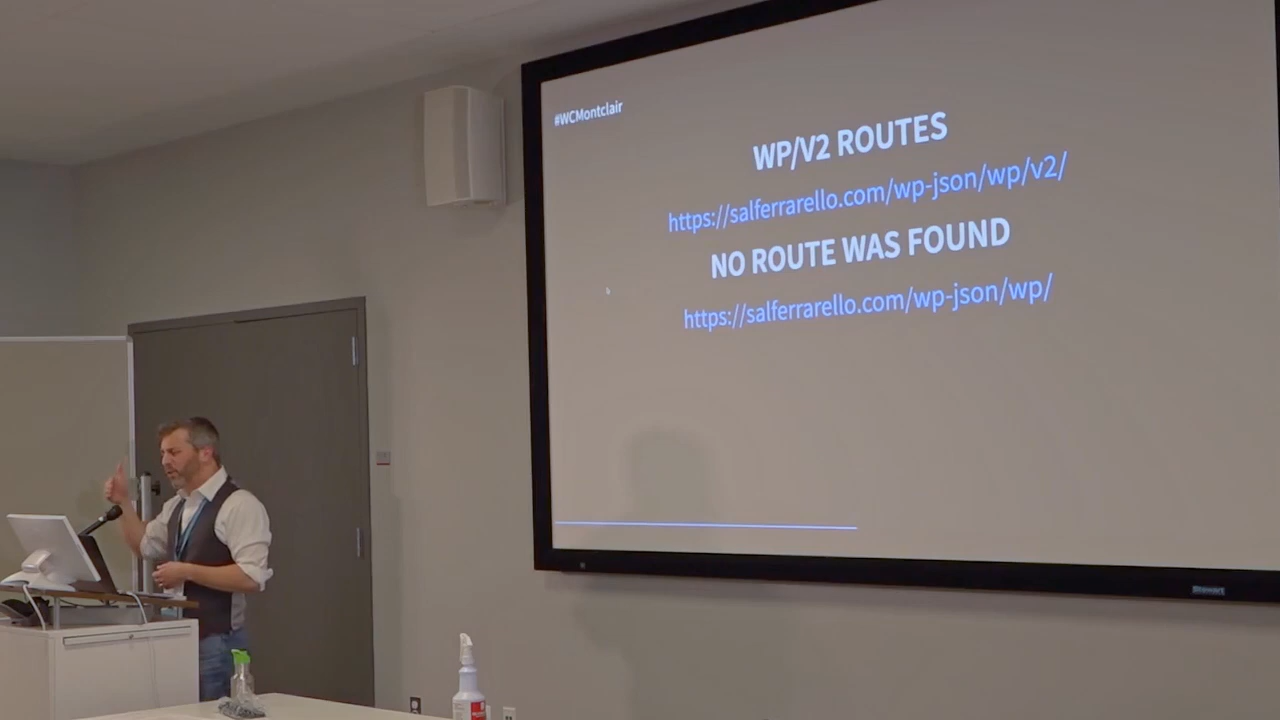 #WCMontclair
WP/V2 ROUTES
https://salferrarello.com/wp-json/wp/v2/
NO ROUTE WAS FOUND
https://salferrarello.com/wp-json/wp/
Stewart